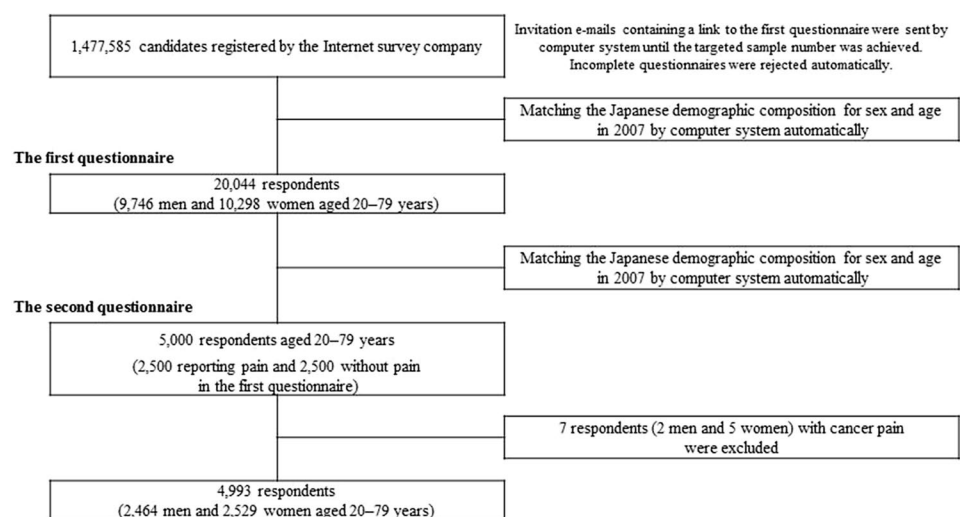 1,477,585 candidates registered by the Internet survey company
Invitation e-mails containing a link to the first questionnaire were sent by
computer system until the targeted sample number was achieved.
Incomplete questionnaires were rejected automatically.
Matching the Japanese demographic composition for sex and age
in 2007 by computer system automatically
The first questionnaire
20,044 respondents
(9,746 men and 10,298 women aged 20–79 years)
Matching the Japanese demographic composition for sex and age
in 2007 by computer system automatically
The second questionnaire
5,000 respondents aged 20–79 years
(2,500 reporting pain and 2,500 without pain
in the first questionnaire)
7 respondents (2 men and 5 women) with cancer pain
were excluded
4,993 respondents
(2,464 men and 2,529 women aged 20–79 years)